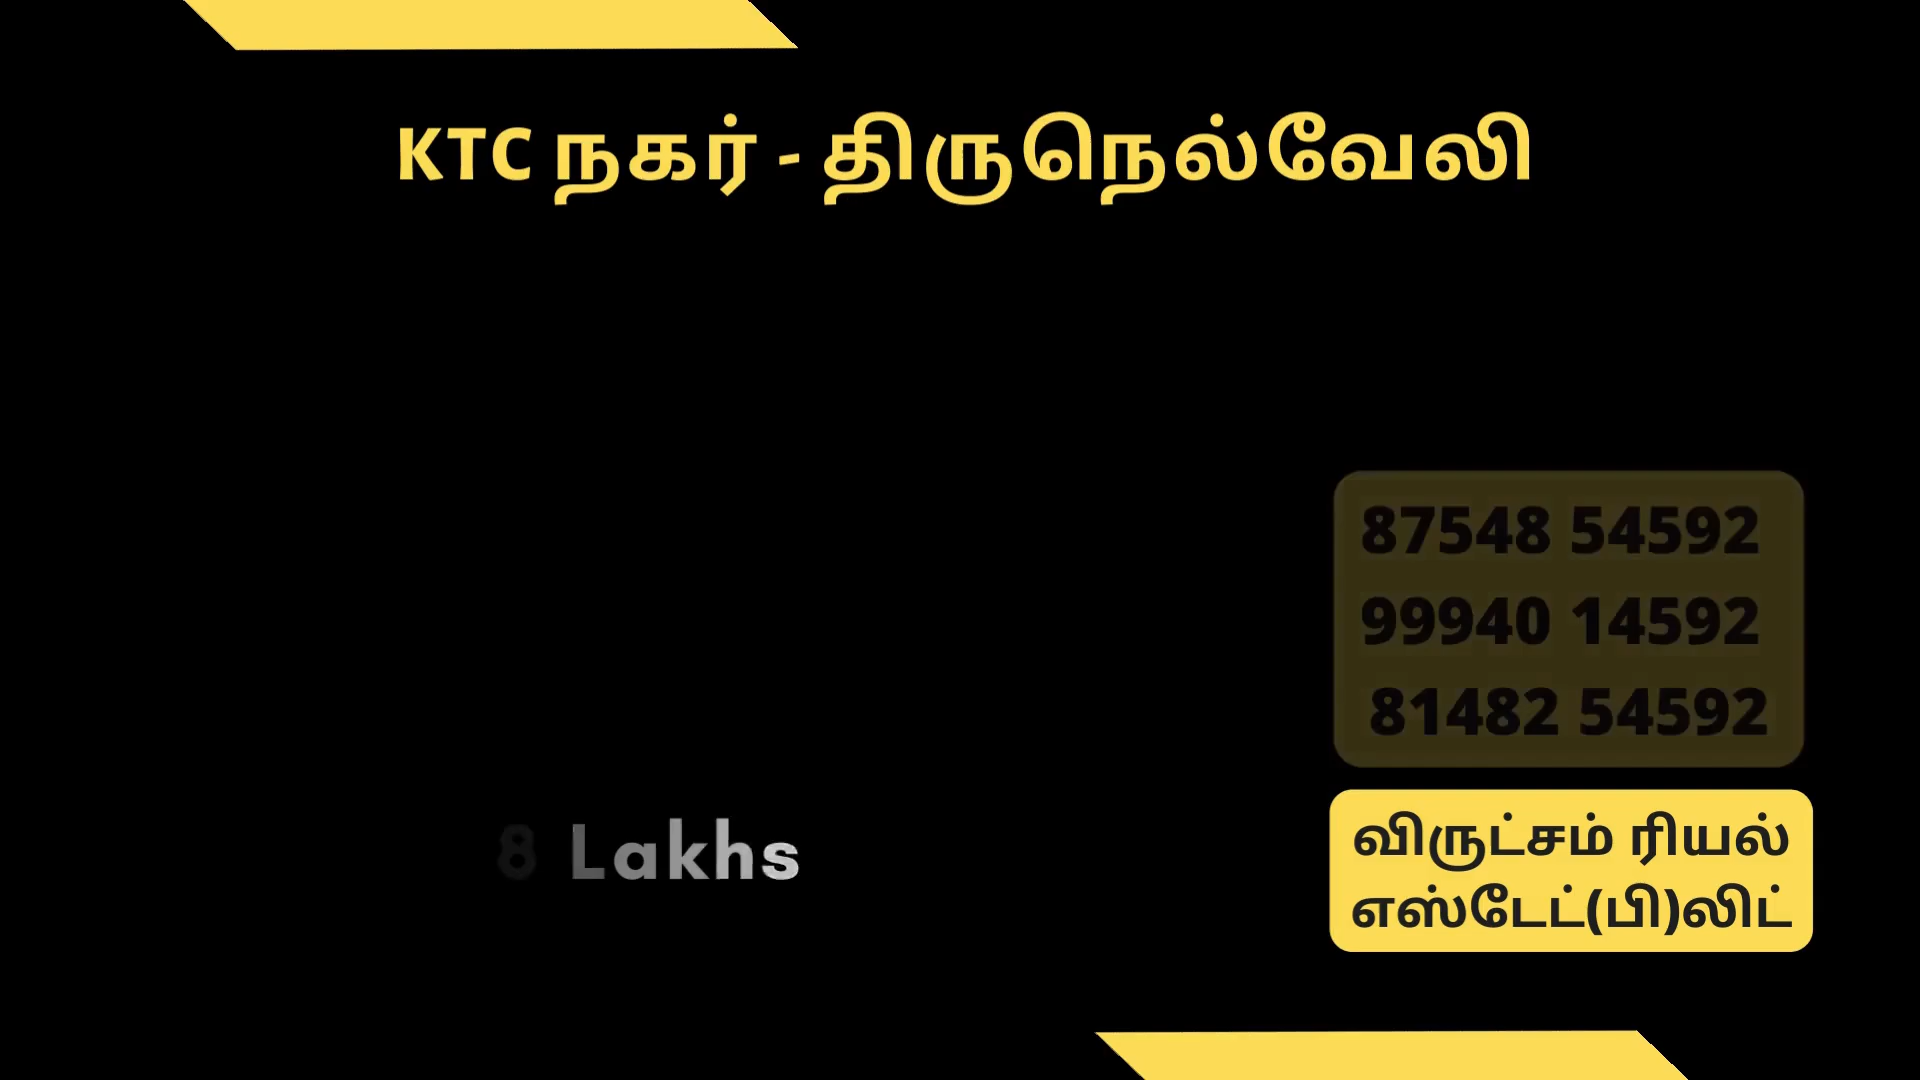 KTC நகர் - திருநெல்வேலி
87548 54592
99940 14592
81482 54592
8 Lakhs
விருட்சம் ரியல்
எஸ்டேட்(பி)லிட்